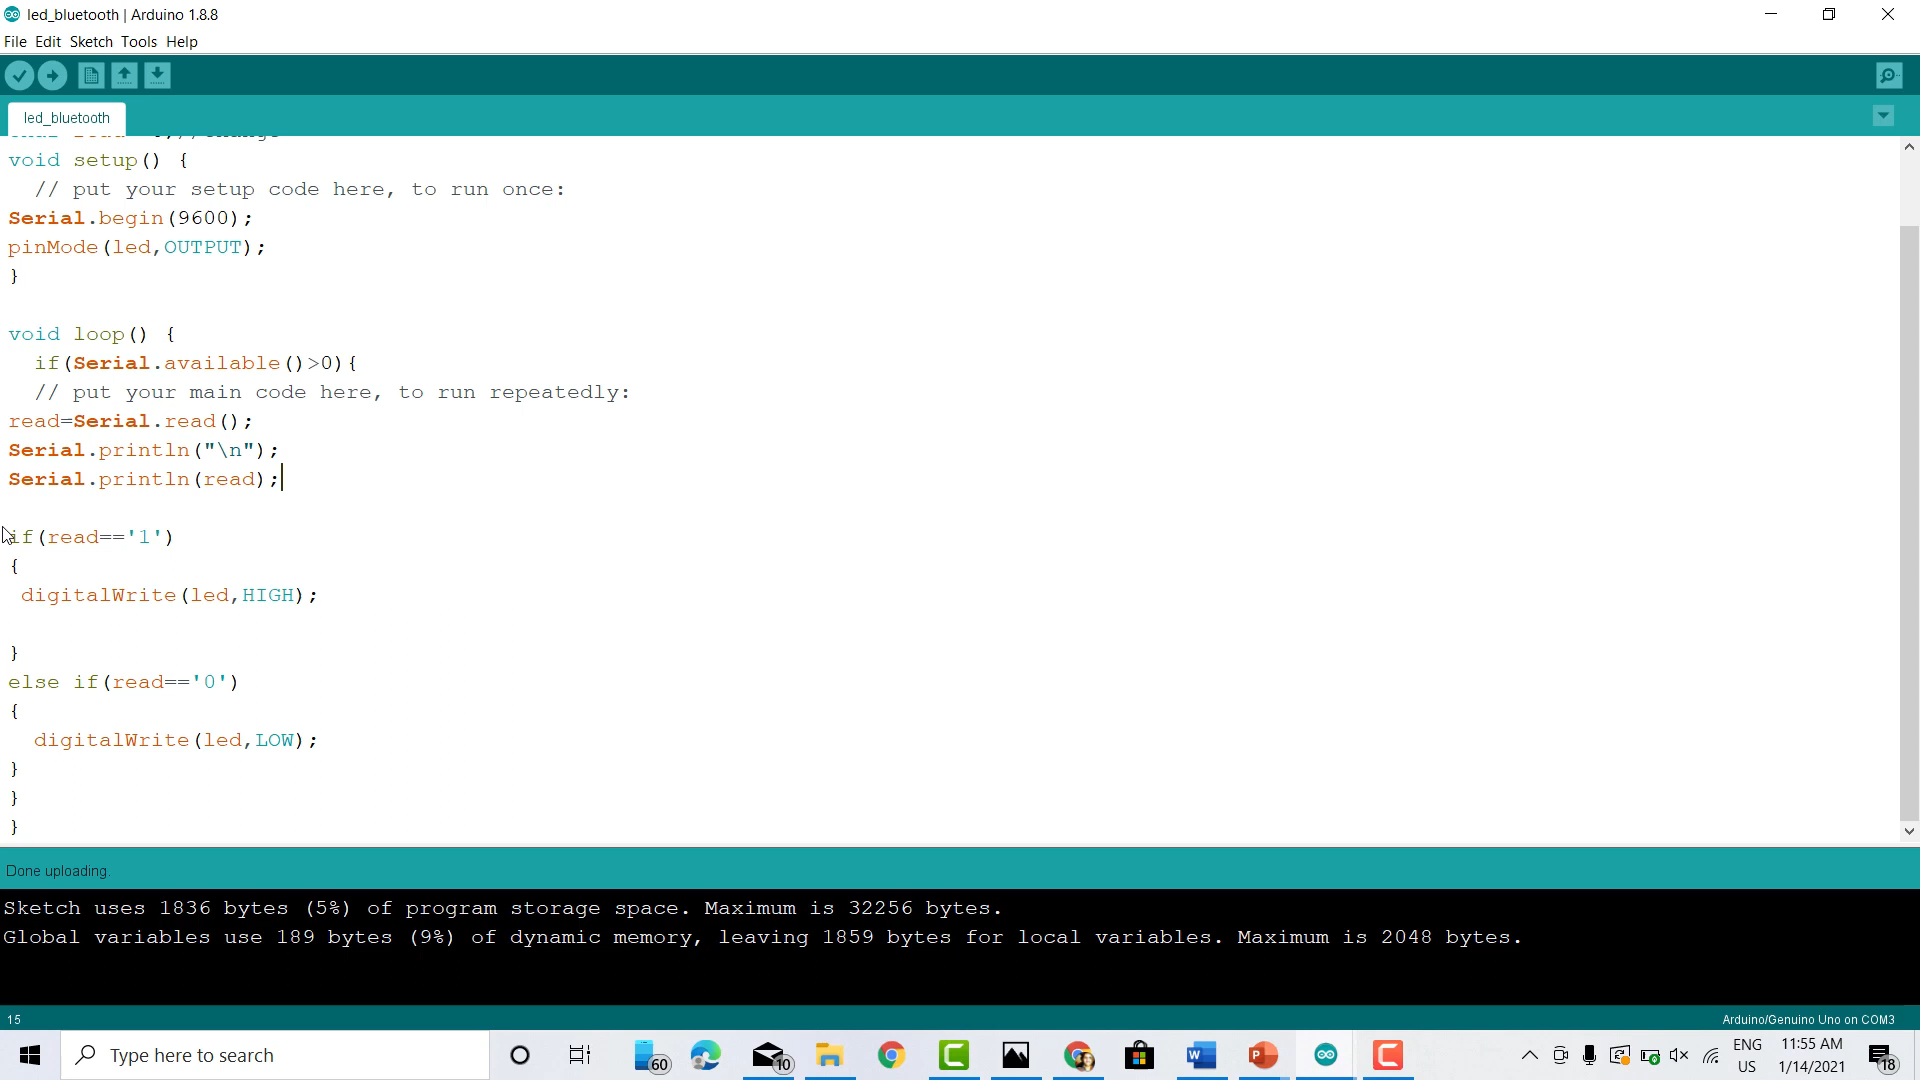 led_bluetooth | Arduino 1.8.8
File Edit Sketch Tools Help
led_bluetooth
void setup() {
// put your setup code here, to run once:
Serial.begin(9600);
pinMode(led,OUTPUT);
}
void loop() {
if(Serial.available()>0){
// put your main code here, to run repeatedly:
read=Serial.read();
Serial.println("\n");
Serial.println(read);
if(read=='1')
{
digitalWrite(led,HIGH);
}
else if(read=='0')
{
digitalWrite(led,LOW);
}
}
}
Done uploading.
Sketch uses 1836 bytes (5%) of program storage space. Maximum is 32256 bytes.
Global variables use 189 bytes (9%) of dynamic memory, leaving 1859 bytes for local variables. Maximum is 2048 bytes.
15
Arduino/Genuino Uno on COM3
Type here to search
60
10
W
P
ENG
US
11:55 AM
1/14/2021
18